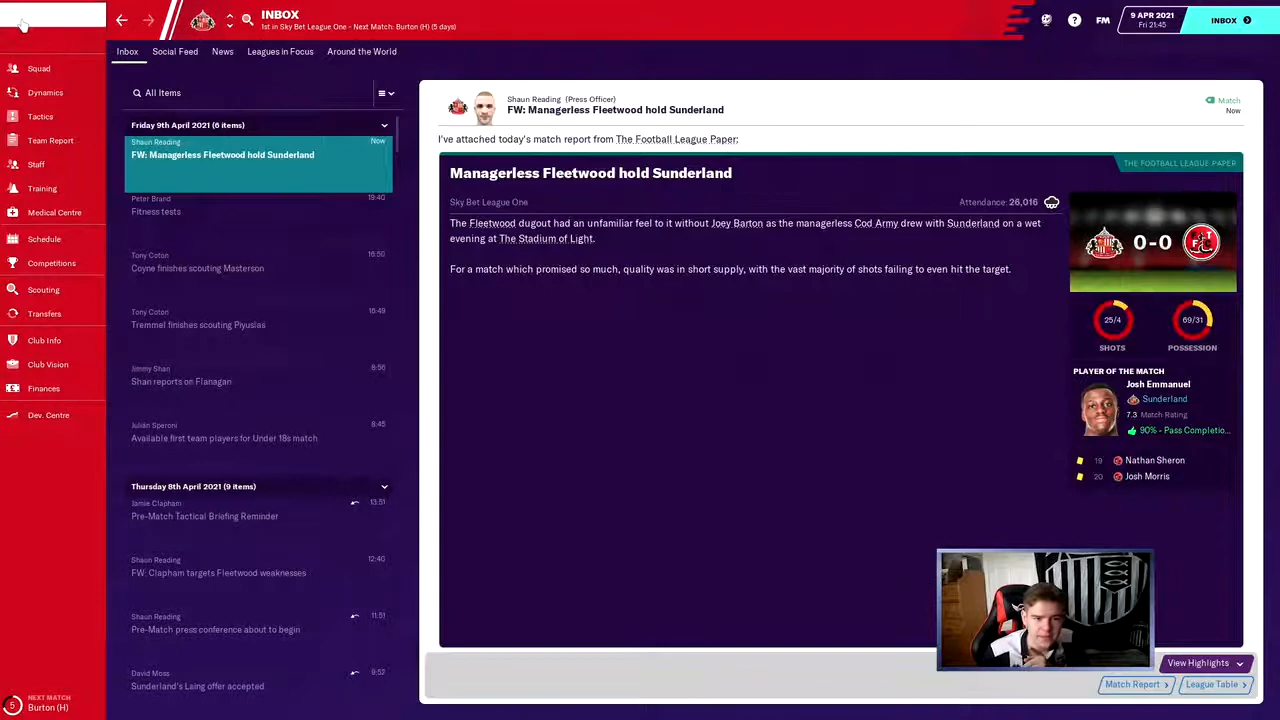 INBOX
1st in Sky Bet League One - Next Match: Burton (H) (5 days)
FM
9 APR 2021
Fri 21:45
INBOX
Inbox
Social Feed
News
Leagues in Focus
Around the World
Squad
Dynamics
Tactics
Team Report
Staff
Training
Medical Centre
Schedule
Competitions
Scouting
Transfers
Club Info
Club Vision
Finances
Dev. Centre
5
NEXT MATCH
Burton (H)
All Items
Friday 9th April 2021 (6 items)
Shaun Reading
Now
FW: Managerless Fleetwood hold Sunderland
Peter Brand
19:40
Fitness tests
Tony Coton
16:50
Coyne finishes scouting Masterson
Tony Coton
16:49
Tremmel finishes scouting Piyuslas
Jimmy Shan
8:56
Shan reports on Flanagan
Julián Speroni
8:45
Available first team players for Under 18s match
Thursday 8th April 2021 (9 items)
Jamie Clapham
13:51
Pre-Match Tactical Briefing Reminder
Shaun Reading
12:40
FW: Clapham targets Fleetwood weaknesses
Shaun Reading
11:51
Pre-Match press conference about to begin
David Moss
9:52
Sunderland's Laing offer accepted
Shaun Reading (Press Officer)
FW: Managerless Fleetwood hold Sunderland
Match
Now
I've attached today's match report from The Football League Paper:
THE FOOTBALL LEAGUE PAPER
Managerless Fleetwood hold Sunderland
Sky Bet League One
Attendance: 26,016
The Fleetwood dugout had an unfamiliar feel to it without Joey Barton as the managerless Cod Army drew with Sunderland on a wet
evening at The Stadium of Light.
For a match which promised so much, quality was in short supply, with the vast majority of shots failing to even hit the target.
0-0
25/4
SHOTS
69/31
POSSESSION
PLAYER OF THE MATCH
Josh Emmanuel
Sunderland
7.3 Match Rating
90% - Pass Completio...
19 Nathan Sheron
20 Josh Morris
View Highlights
Match Report
League Table